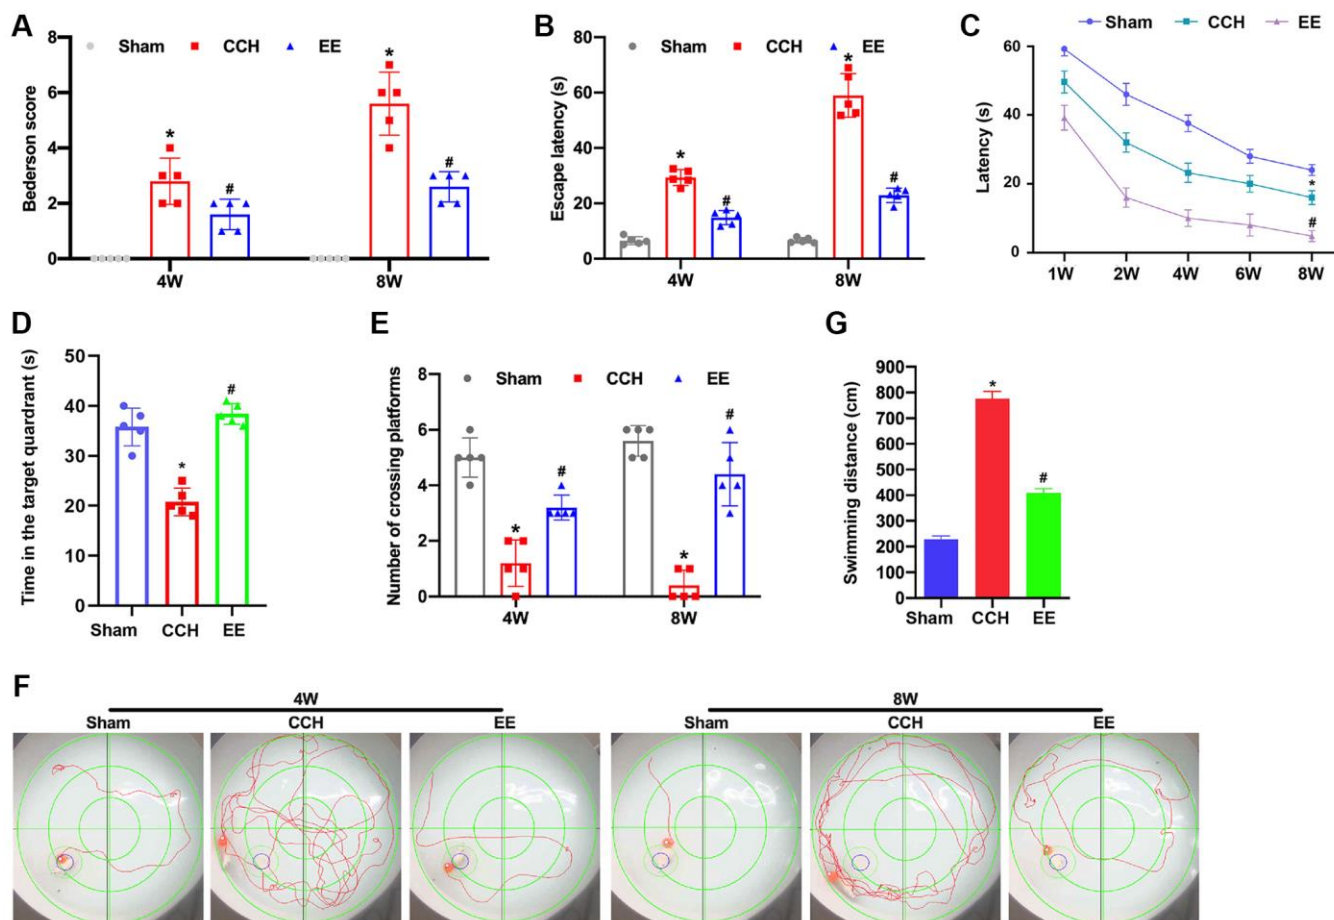 A
Sham CCH EE
Bederson score
8
6
4
2
0
* # * #
4W 8W
B
Sham CCH EE
Escape latency (s)
80
60
40
20
0
* # * #
4W 8W
C
Sham CCH EE
Latency (s)
60
40
20
0
*
#
1W 2W 4W 6W 8W
D
Time in the target quardrant (s)
50
40
30
20
10
0
* #
Sham CCH EE
E
Sham CCH EE
Number of crossing platforms
8
6
4
2
0
* # * #
4W 8W
G
Swimming distance (cm)
900
800
700
600
500
400
300
200
100
0
* #
Sham CCH EE
F
4W 8W
Sham CCH EE Sham CCH EE